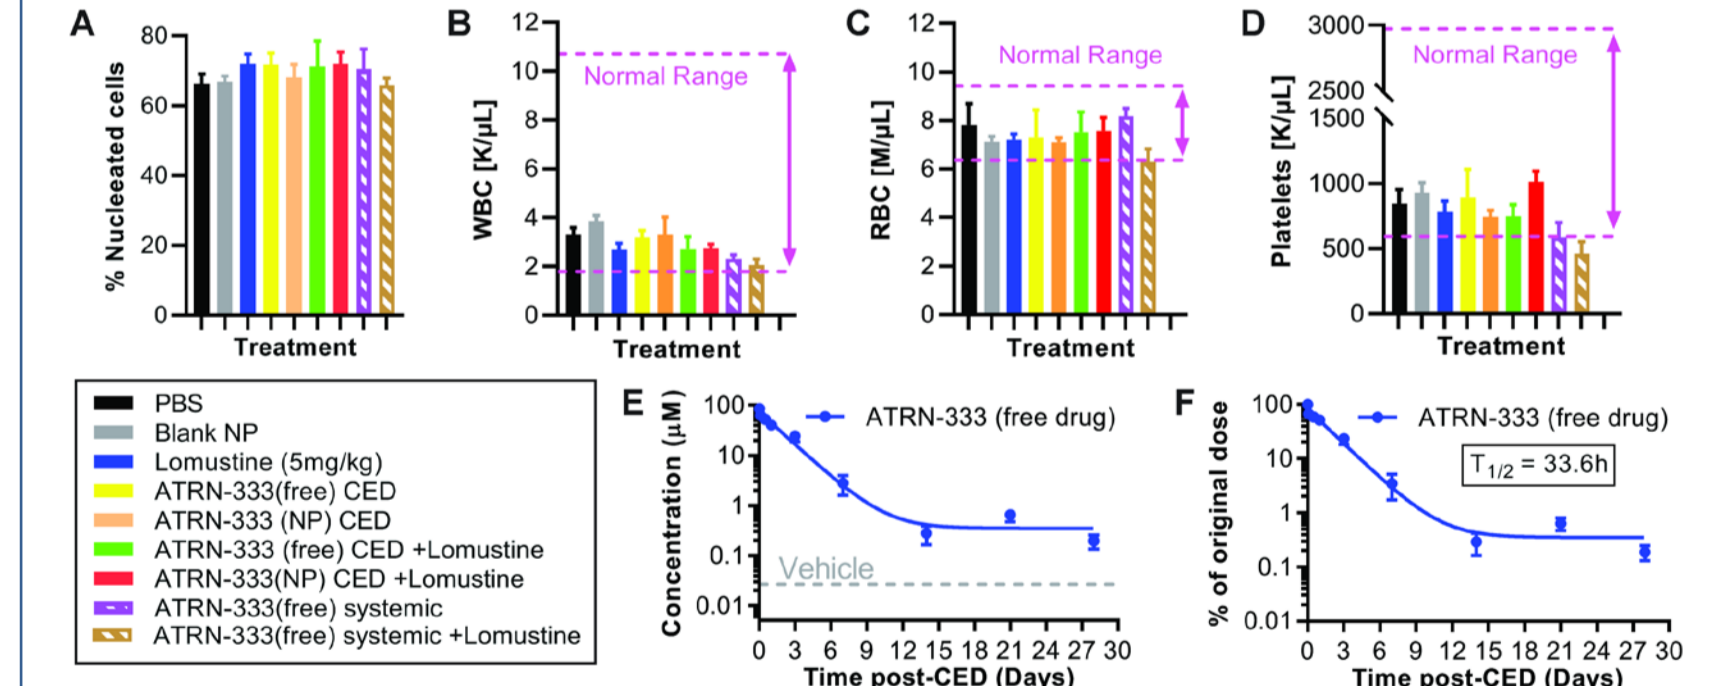 A
80
60
40
20
0
% Nucleeated cells
Treatment
B
12
10
8
6
4
2
0
WBC [K/μL]
Normal Range
Treatment
C
12
10
8
6
4
2
0
RBC [M/μL]
Normal Range
Treatment
D
3000
2500
1500
1000
500
0
Platelets [K/μL]
Normal Range
Treatment
PBS
Blank NP
Lomustine (5mg/kg)
ATRN-333(free) CED
ATRN-333 (NP) CED
ATRN-333 (free) CED +Lomustine
ATRN-333(NP) CED +Lomustine
ATRN-333(free) systemic
ATRN-333(free) systemic +Lomustine
E
100
10
1
0.1
0.01
Concentration (μM)
ATRN-333 (free drug)
Vehicle
0 3 6 9 12 15 18 21 24 27 30
Time post-CED (Days)
F
100
10
1
0.1
0.01
% of original dose
ATRN-333 (free drug)
T1/2 = 33.6h
0 3 6 9 12 15 18 21 24 27 30
Time post-CED (Days)